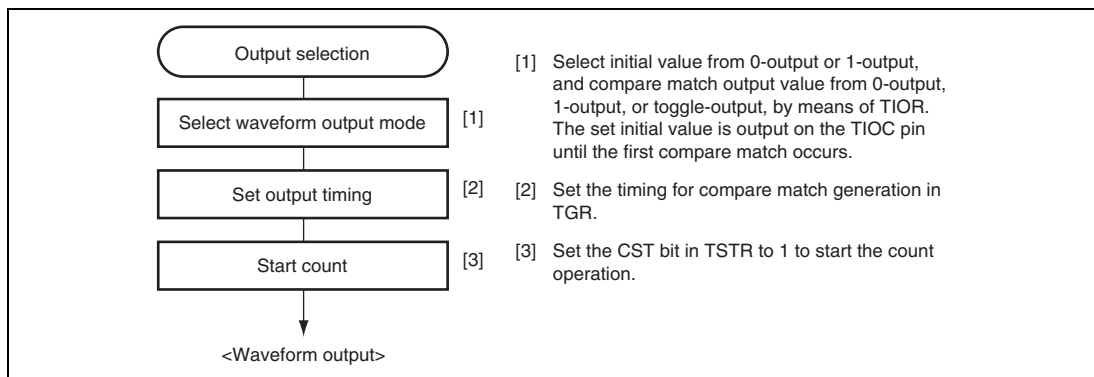 Output selection
Select waveform output mode
[1]
Set output timing
[2]
Start count
[3]
<Waveform output>
[1] Select initial value from 0-output or 1-output,
and compare match output value from 0-output,
1-output, or toggle-output, by means of TIOR.
The set initial value is output on the TIOC pin
until the first compare match occurs.
[2] Set the timing for compare match generation in
TGR.
[3] Set the CST bit in TSTR to 1 to start the count
operation.